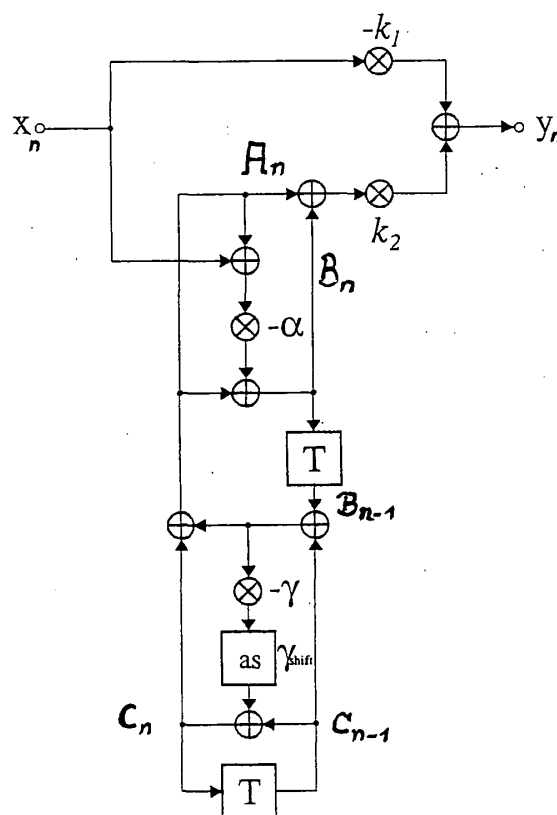 -k₁
xₙ
yₙ
Aₙ
k₂
Bₙ
-α
T
Bₙ₋₁
-γ
as γshift
Cₙ
Cₙ₋₁
T